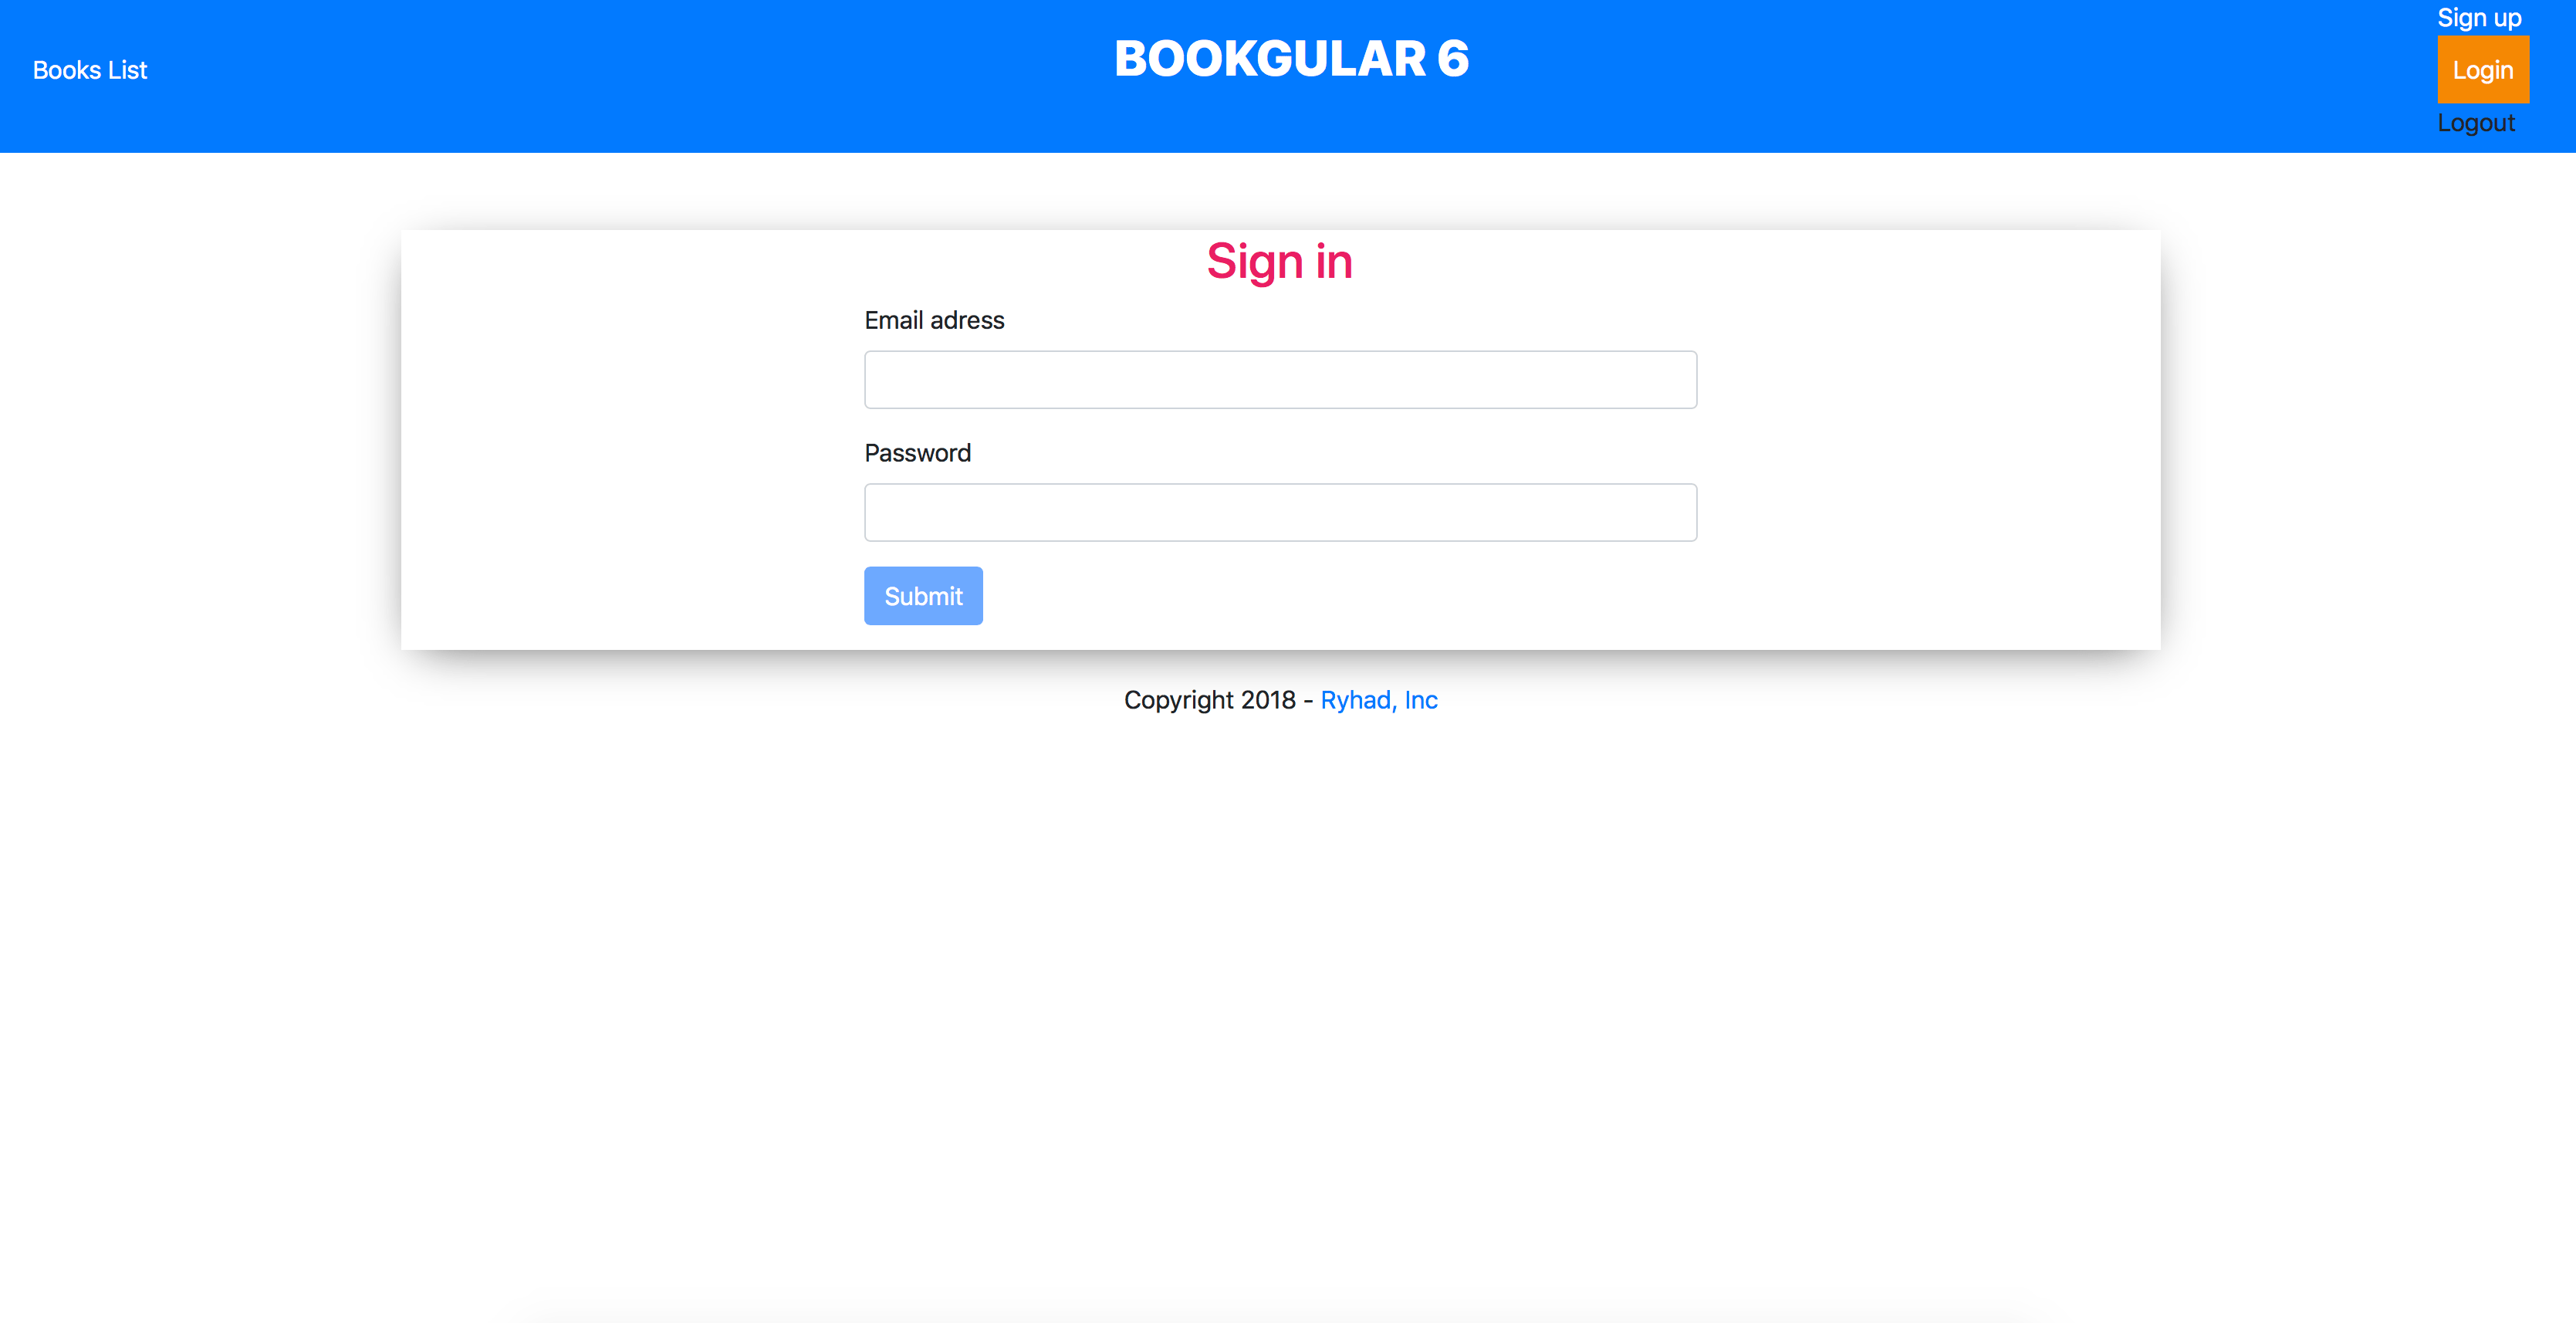 Books List
BOOKGULAR 6
Sign up
Login
Logout
Sign in
Email adress
Password
Submit
Copyright 2018 - Ryhad, Inc